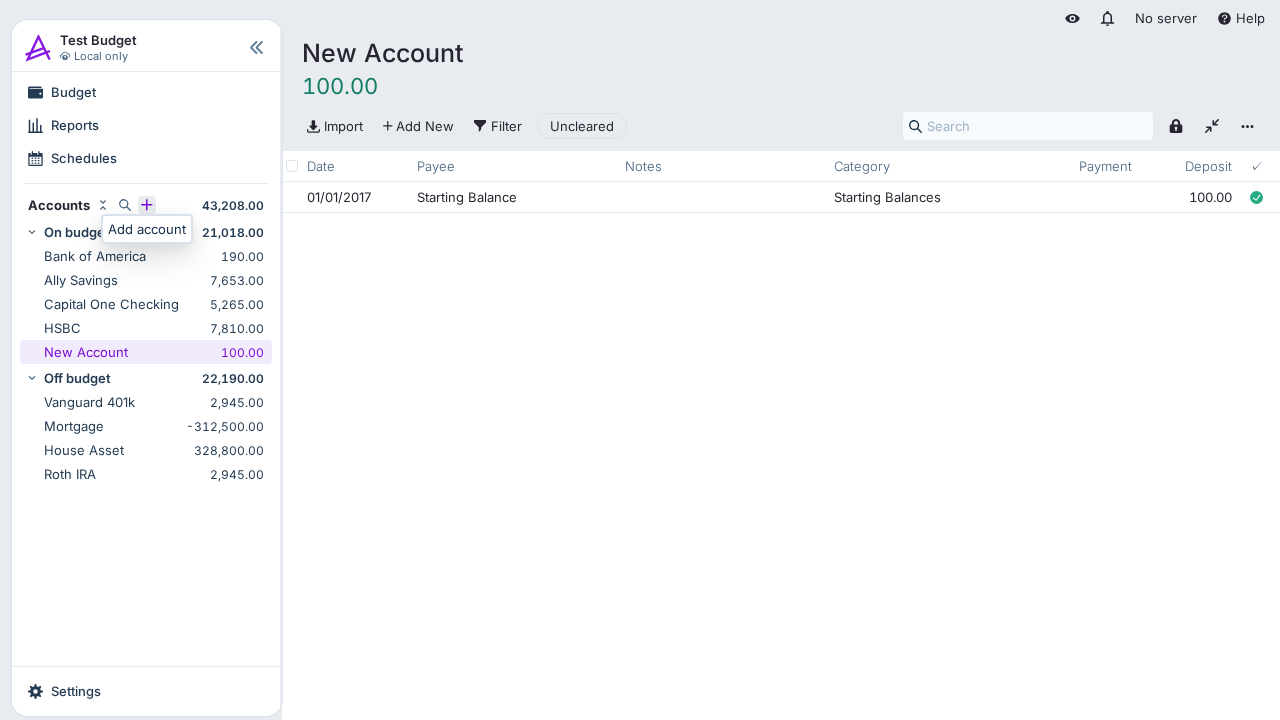 Test Budget
Local only
Budget
Reports
Schedules
Accounts 43,208.00
Add account
On budge 21,018.00
Bank of America 190.00
Ally Savings 7,653.00
Capital One Checking 5,265.00
HSBC 7,810.00
New Account 100.00
Off budget 22,190.00
Vanguard 401k 2,945.00
Mortgage -312,500.00
House Asset 328,800.00
Roth IRA 2,945.00
Settings
No server Help
New Account
100.00
Import Add New Filter Uncleared Search
Date Payee Notes Category Payment Deposit ✓
01/01/2017 Starting Balance Starting Balances 100.00